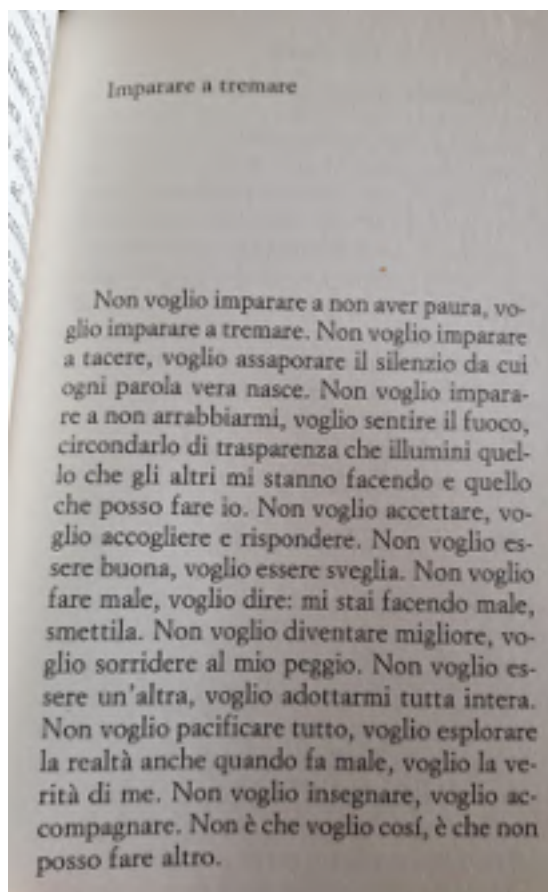 Imparare a tremare
Non voglio imparare a non aver paura, vo-
glio imparare a tremare. Non voglio imparare
a tacere, voglio assaporare il silenzio da cui
ogni parola vera nasce. Non voglio impara-
re a non arrabbiarmi, voglio sentire il fuoco,
circondarlo di trasparenza che illumini quel-
lo che gli altri mi stanno facendo e quello
che posso fare io. Non voglio accettare, vo-
glio accogliere e rispondere. Non voglio es-
sere buona, voglio essere sveglia. Non voglio
fare male, voglio dire: mi stai facendo male,
smettila. Non voglio diventare migliore, vo-
glio sorridere al mio peggio. Non voglio es-
sere un'altra, voglio adottarmi tutta intera.
Non voglio pacificare tutto, voglio esplorare
la realtà anche quando fa male, voglio la ve-
rità di me. Non voglio insegnare, voglio ac-
compagnare. Non è che voglio cosí, è che non
posso fare altro.